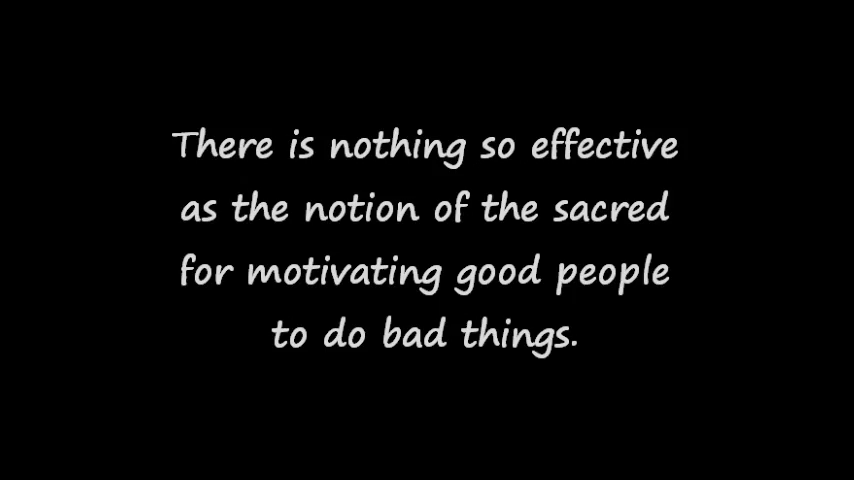 There is nothing so effective
as the notion of the sacred
for motivating good people
to do bad things.